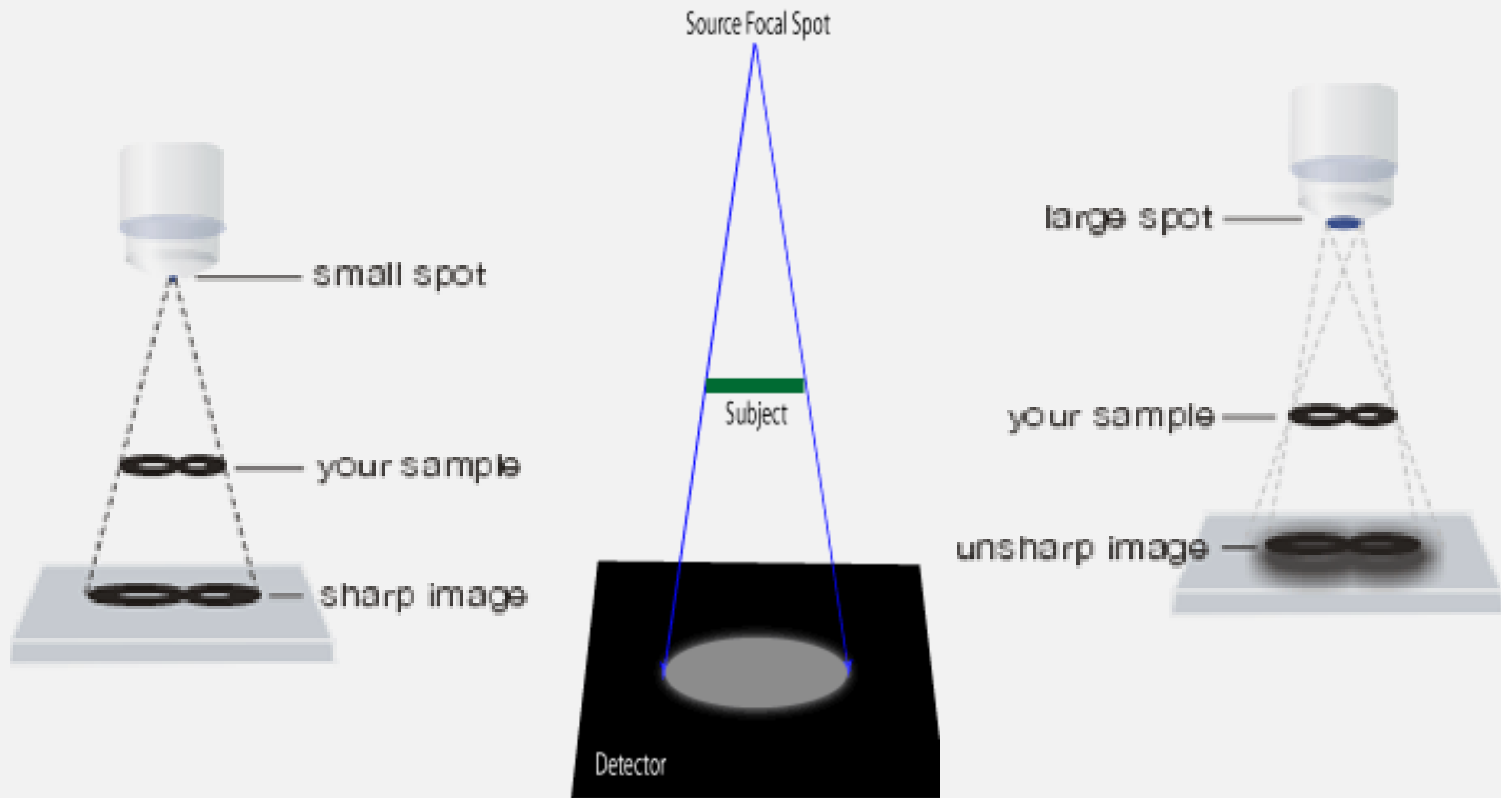 Source Focal Spot
small spot
your sample
sharp image
Subject
Detector
large spot
your sample
unsharp image